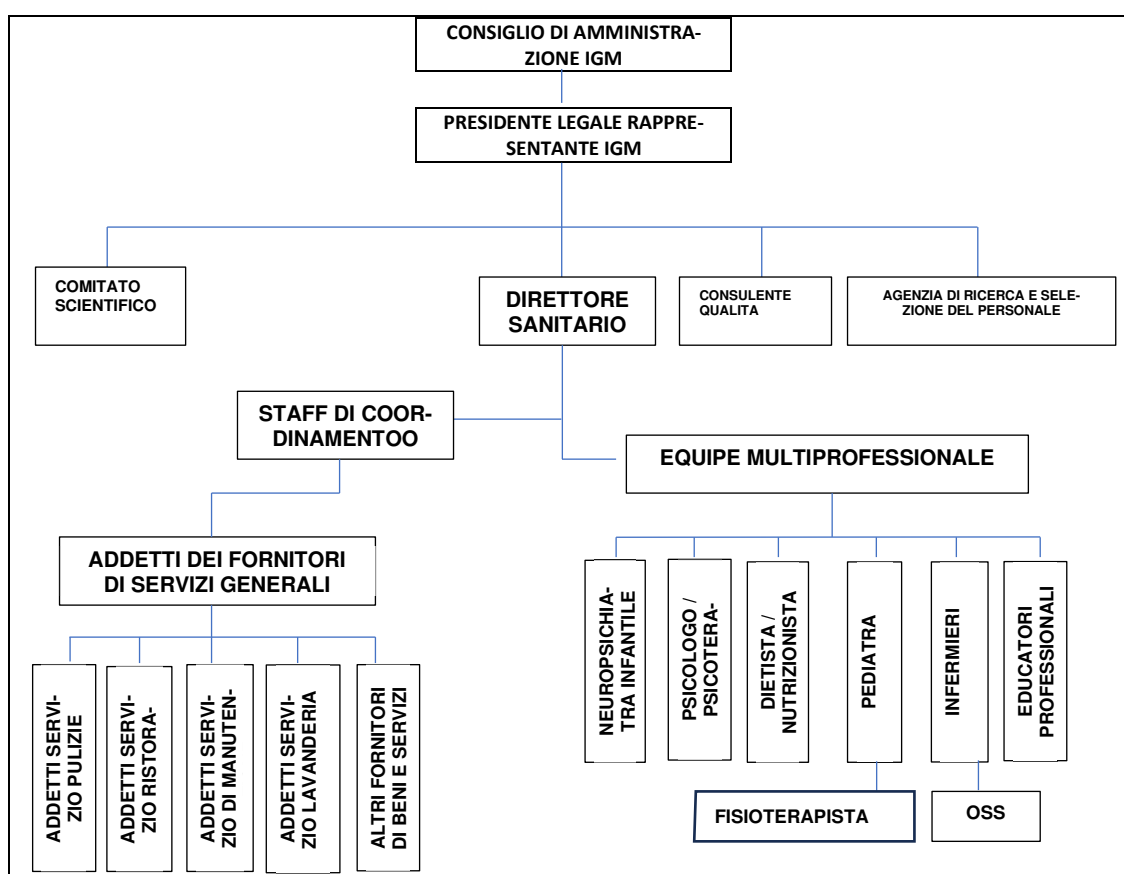 CONSIGLIO DI AMMINISTRA-
ZIONE IGM
PRESIDENTE LEGALE RAPPRE-
SENTANTE IGM
COMITATO
SCIENTIFICO
DIRETTORE
SANITARIO
CONSULENTE
QUALITA
AGENZIA DI RICERCA E SELE-
ZIONE DEL PERSONALE
STAFF DI COOR-
DINAMENTOO
EQUIPE MULTIPROFESSIONALE
ADDETTI DEI FORNITORI
DI SERVIZI GENERALI
NEUROPSICHIA-
TRA INFANTILE
PSICOLOGO /
PSICOTERA-
DIETISTA /
NUTRIZIONISTA
PEDIATRA
INFERMIERI
EDUCATORI
PROFESSIONALI
ADDETTI SERVI-
ZIO PULIZIE
ADDETTI SERVI-
ZIO RISTORA-
ADDETTI SERVI-
ZIO DI MANUTEN-
ADDETTI SERVI-
ZIO LAVANDERIA
ALTRI FORNITORI
DI BENI E SERVIZI
FISIOTERAPISTA
OSS